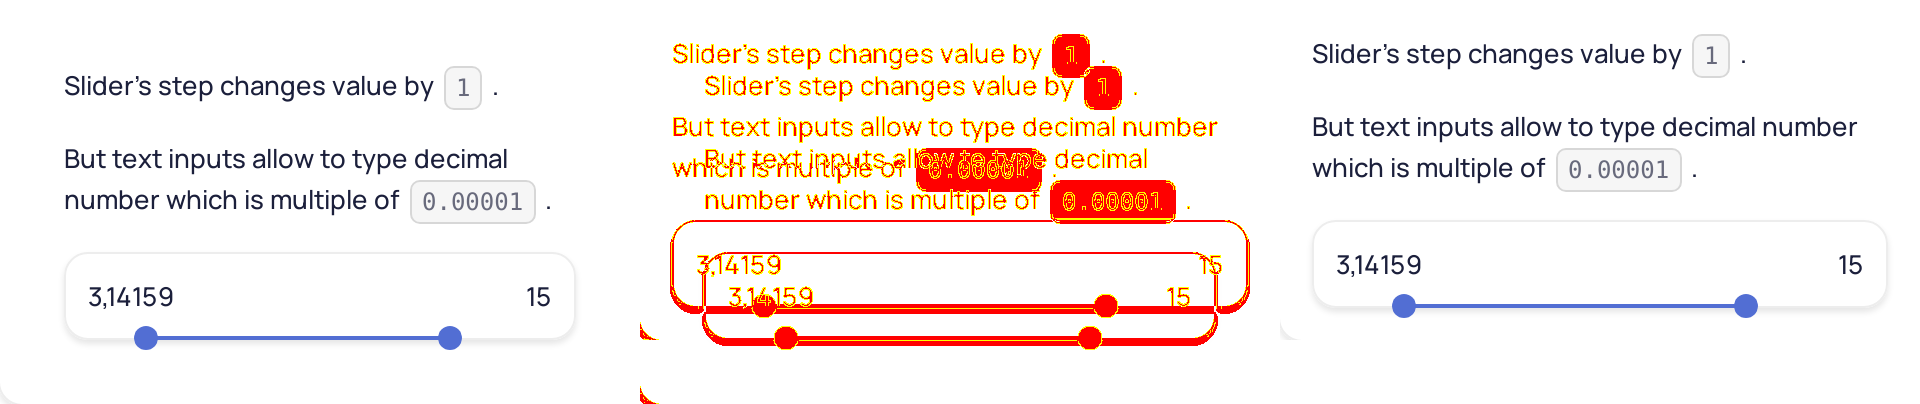 Slider's step changes value by 1 .
But text inputs allow to type decimal
number which is multiple of 0.00001 .
3,14159 15
Slider's step changes value by 1 .
Slider's step changes value by 1 .
But text inputs allow to type decimal number
But text inputs allow to type decimal
which is multiple of 0.00001 .
number which is multiple of 0.00001 .
3,14159 15
3,14159 15
Slider's step changes value by 1 .
But text inputs allow to type decimal number
which is multiple of 0.00001 .
3,14159 15